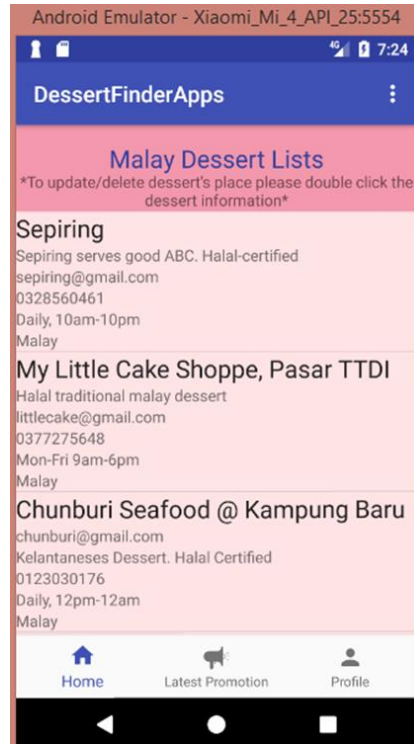 Android Emulator - Xiaomi_Mi_4_API_25:5554
4G 7:24
DessertFinderApps
Malay Dessert Lists
*To update/delete dessert's place please double click the
dessert information*
Sepiring
Sepiring serves good ABC. Halal-certified
sepiring@gmail.com
0328560461
Daily, 10am-10pm
Malay
My Little Cake Shoppe, Pasar TTDI
Halal traditional malay dessert
littlecake@gmail.com
0377275648
Mon-Fri 9am-6pm
Malay
Chunburi Seafood @ Kampung Baru
chunburi@gmail.com
Kelantaneses Dessert. Halal Certified
0123030176
Daily, 12pm-12am
Malay
Home Latest Promotion Profile